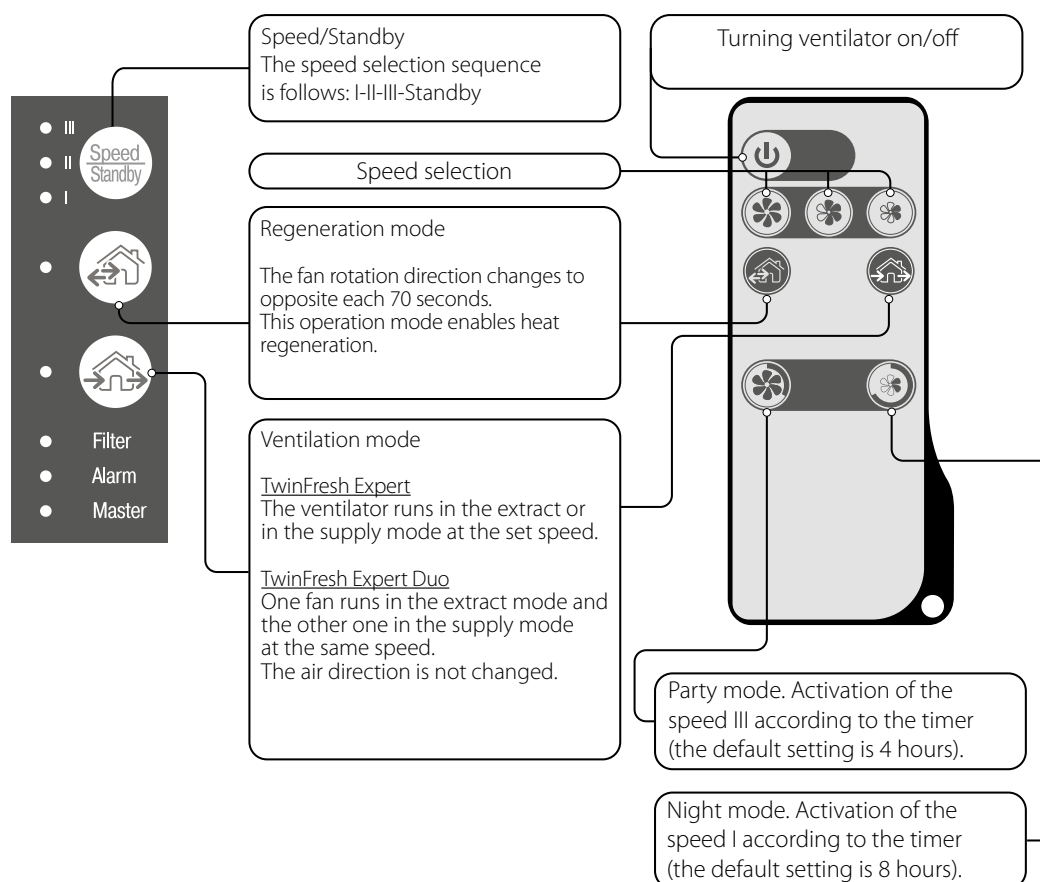 Speed/Standby
The speed selection sequence
is follows: I-II-III-Standby
Turning ventilator on/off
III
II
I
Speed
Standby
Speed selection
Regeneration mode
The fan rotation direction changes to
opposite each 70 seconds.
This operation mode enables heat
regeneration.
Filter
Alarm
Master
Ventilation mode
TwinFresh Expert
The ventilator runs in the extract or
in the supply mode at the set speed.
TwinFresh Expert Duo
One fan runs in the extract mode and
the other one in the supply mode
at the same speed.
The air direction is not changed.
Party mode. Activation of the
speed III according to the timer
(the default setting is 4 hours).
Night mode. Activation of the
speed I according to the timer
(the default setting is 8 hours).